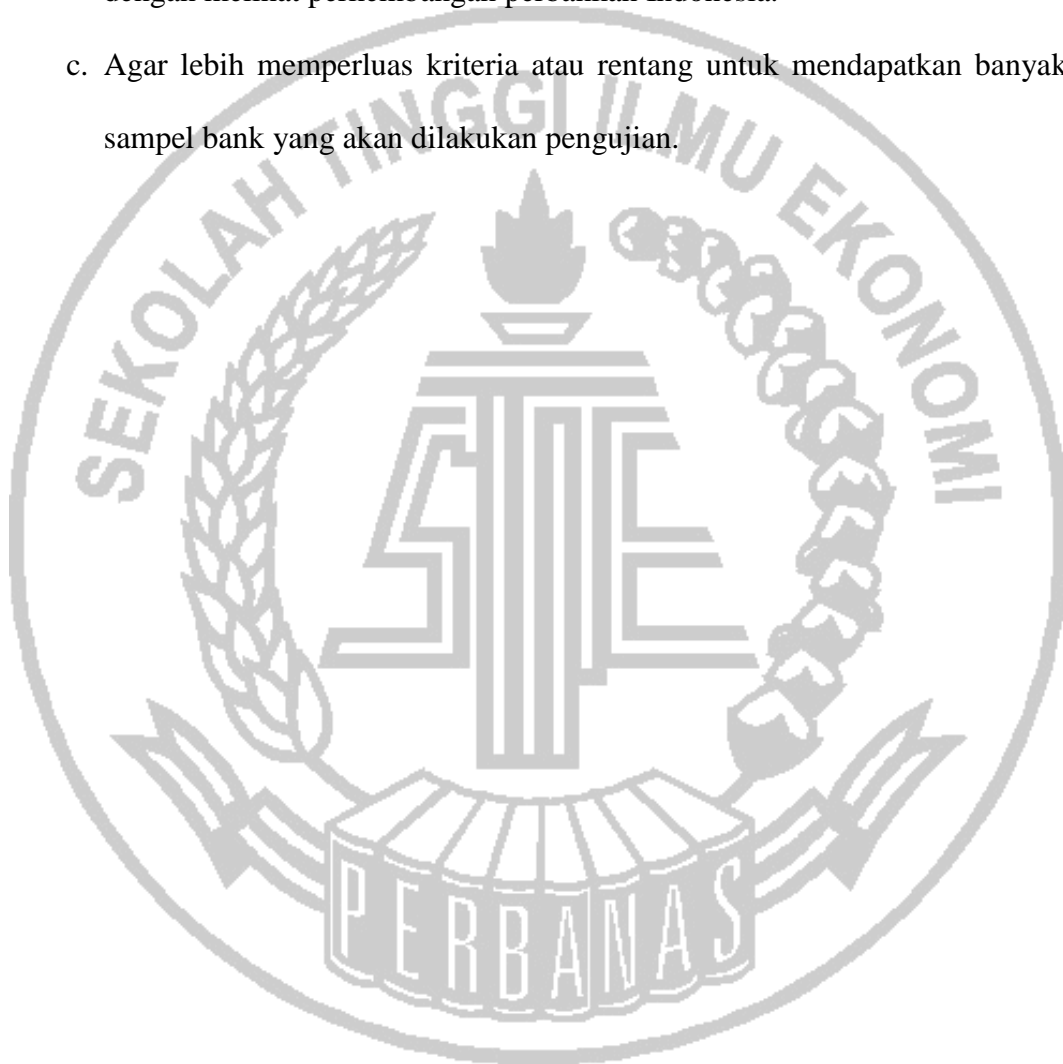 c. Agar lebih memperluas kriteria atau rentang untuk mendapatkan banyak
sampel bank yang akan dilakukan pengujian.
SEKOLAH TINGGI ILMU EKONOMI
STIE
PERBANAS